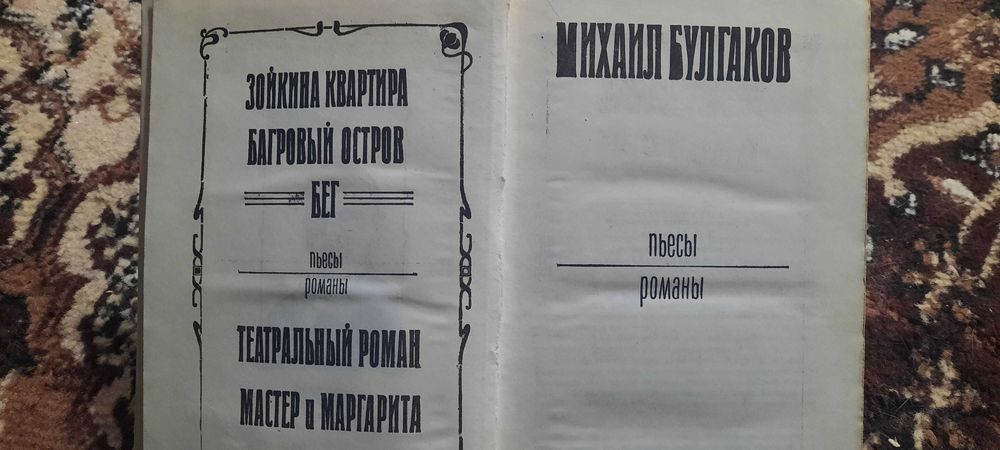 ЗОЙКИНА КВАРТИРА
БАГРОВЫЙ ОСТРОВ
БЕГ
пьесы
романы
ТЕАТРАЛЬНЫЙ РОМАН
МАСТЕР и МАРГАРИТА
МИХАИЛ БУЛГАКОВ
пьесы
романы